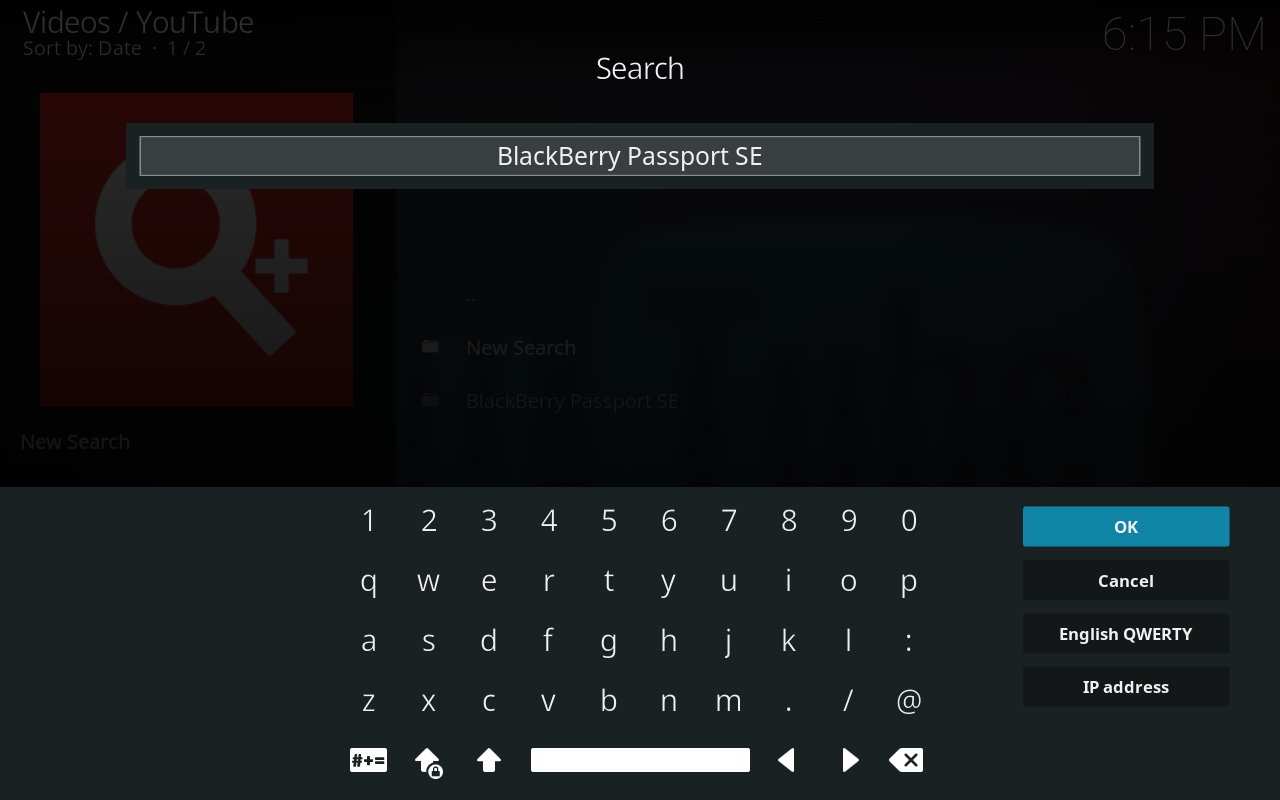 Videos / YouTube
Sort by: Date · 1 / 2
6:15 PM
Search
BlackBerry Passport SE
..
New Search
BlackBerry Passport SE
New Search
1 2 3 4 5 6 7 8 9 0
q w e r t y u i o p
a s d f g h j k l :
z x c v b n m . / @
#+=
OK
Cancel
English QWERTY
IP address